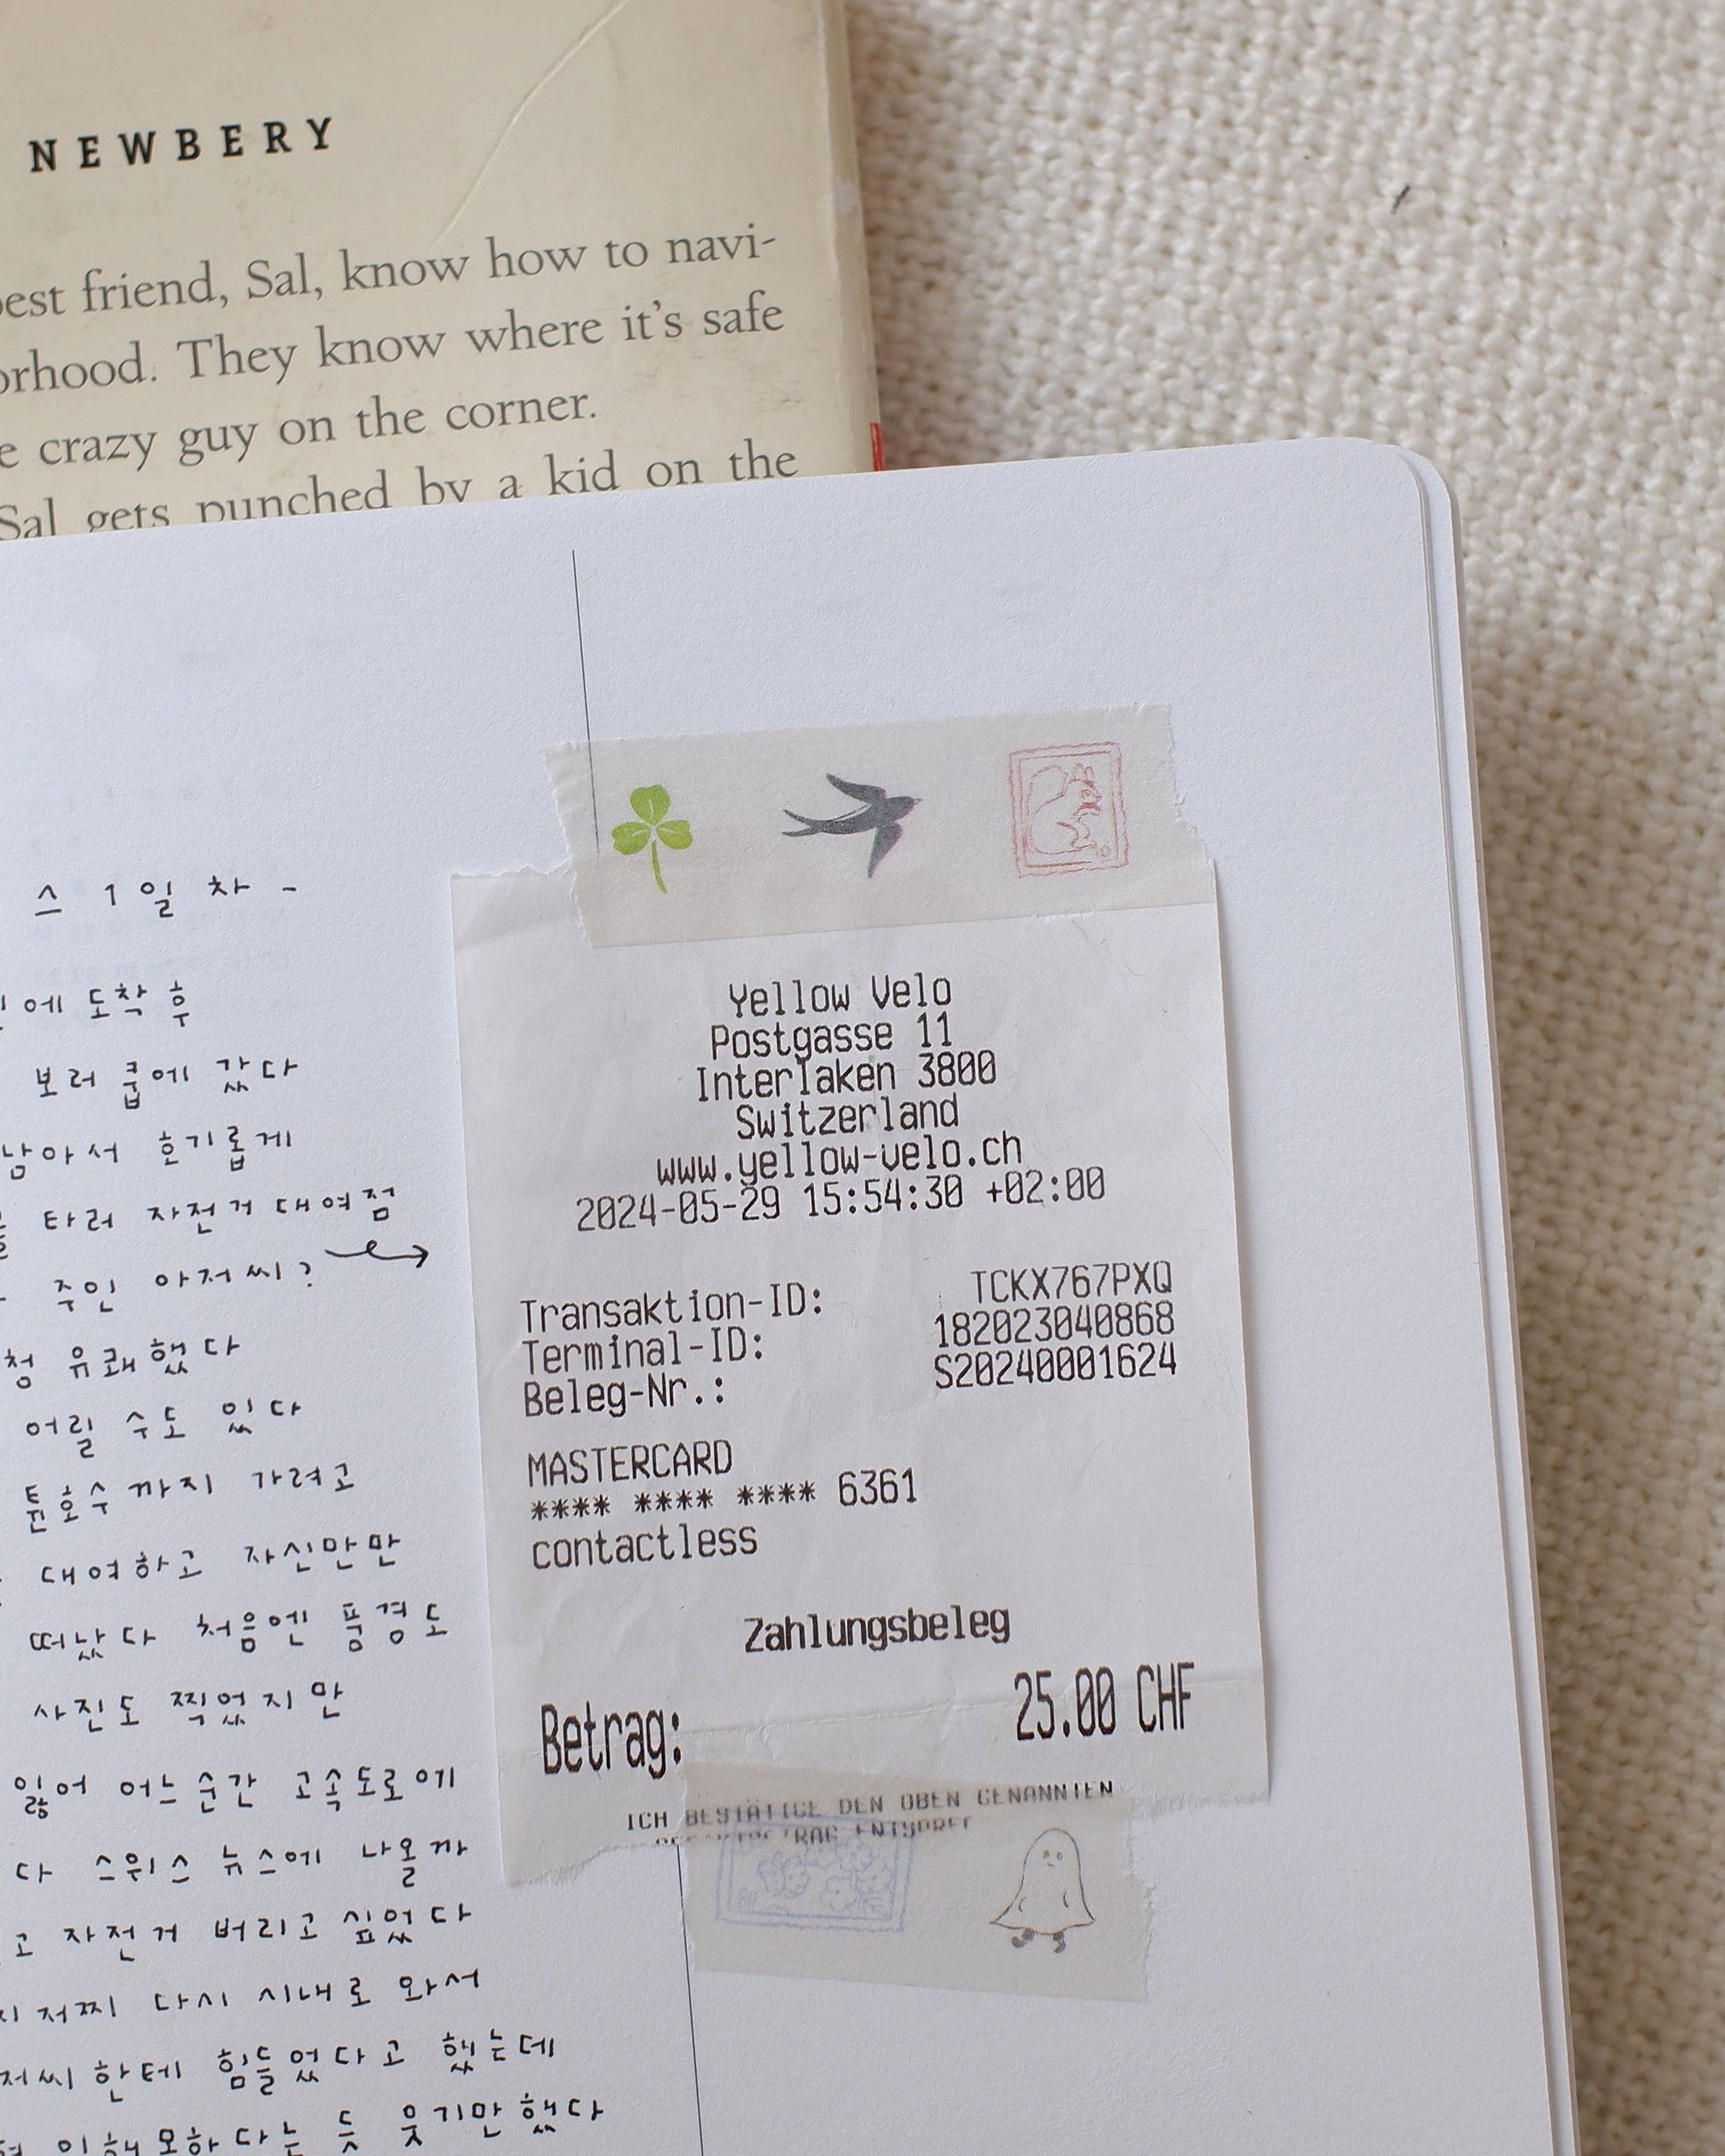 NEWBERY
best friend, Sal, know how to navi-
orhood. They know where it's safe
crazy guy on the corner.
Sal gets punched by a kid on the
스 1일차 -
에 도착 후
보러 쿱에 갔다
남아서 호기롭게
타러 자전거 대여점
주인 아저씨?
청 유쾌했다
어릴 수도 있다
튄호수까지 가려고
대여하고 자신만만
떠났다 처음엔 풍경도
사진도 찍었지만
잃어 어느순간 고속도로에
다 스위스 뉴스에 나올까
고 자전거 버리고 싶었다
저찌 다시 시내로 와서
저씨한테 힘들었다고 했는데
이해 못하다는 듯 웃기만 했다
Yellow Velo
Postgasse 11
Interlaken 3800
Switzerland
www.yellow-velo.ch
2024-05-29 15:54:30 +02:00
Transaktion-ID: TCKX767PXQ
Terminal-ID: 182023040868
Beleg-Nr.: S20240001624
MASTERCARD
**** **** **** 6361
contactless
Zahlungsbeleg
Betrag: 25.00 CHF
ICH BESTÄTIGE DEN OBEN GENANNTEN